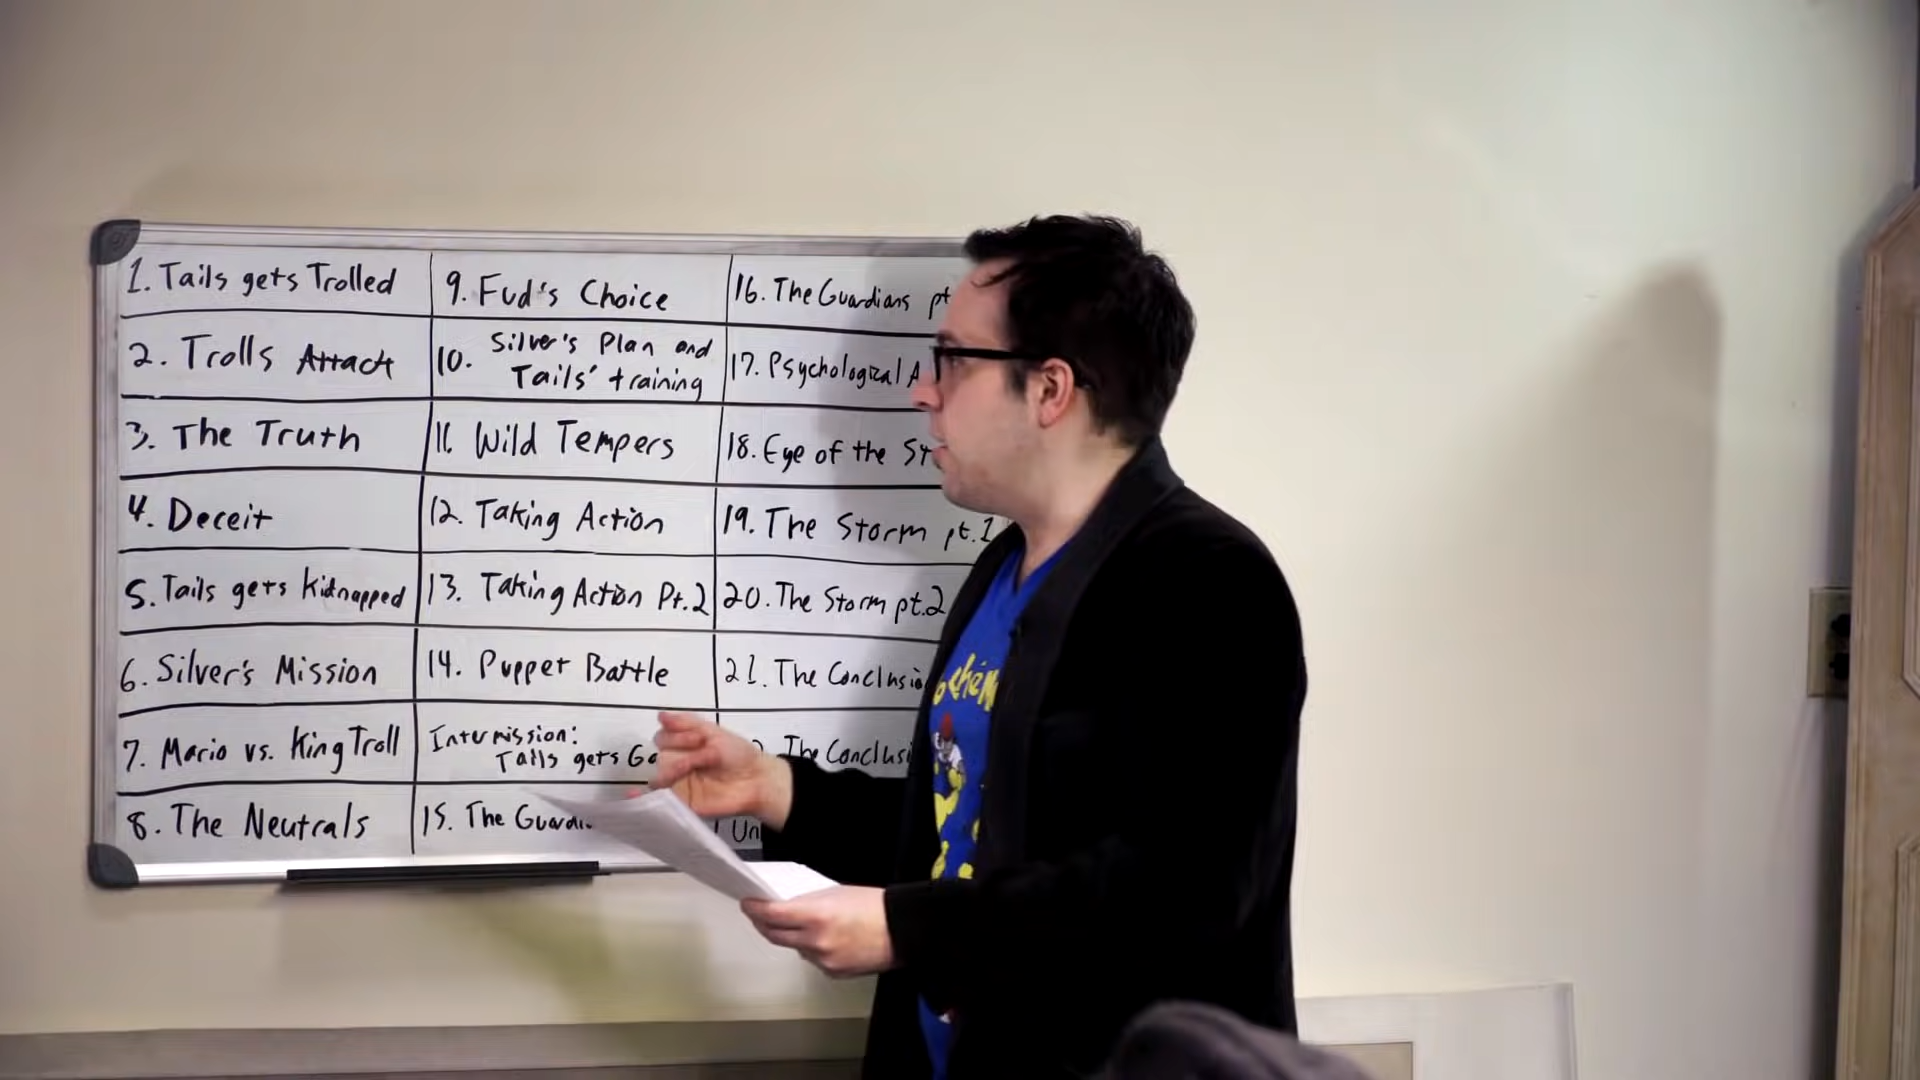 1. Tails gets Trolled
2. Trolls Attack
3. The Truth
4. Deceit
5. Tails gets kidnapped
6. Silver's Mission
7. Mario vs. King Troll
8. The Neutrals
9. Fud's Choice
10. Silver's Plan and
Tails' training
11. Wild Tempers
12. Taking Action
13. Taking Action Pt.2
14. Puppet Battle
Intermission:
Tails gets
15. The
16. The Guardians pt
17. Psychological
18. Eye of the
19. The Storm pt.1
20. The Storm pt.2
21. The
The